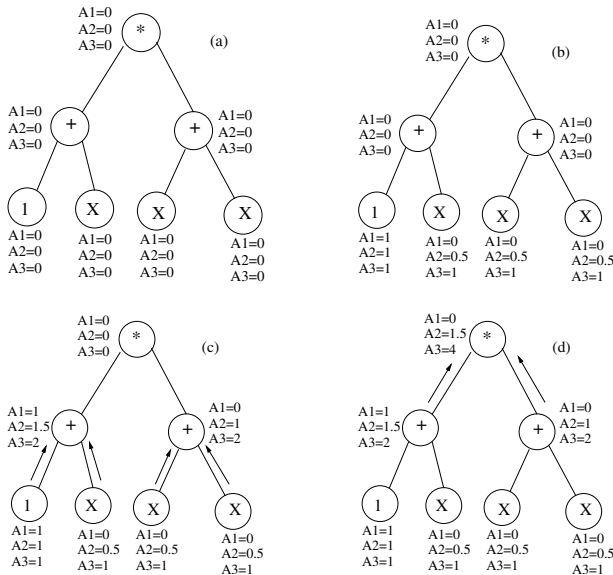 A1=0
A2=0
A3=0
*
(a)
A1=0
A2=0
A3=0
+
+
A1=0
A2=0
A3=0
1
X
X
X
A1=0
A2=0
A3=0
A1=0
A2=0
A3=0
A1=0
A2=0
A3=0
A1=0
A2=0
A3=0
A1=0
A2=0
A3=0
*
(b)
A1=0
A2=0
A3=0
+
+
A1=0
A2=0
A3=0
1
X
X
X
A1=1
A2=1
A3=1
A1=0
A2=0.5
A3=1
A1=0
A2=0.5
A3=1
A1=0
A2=0.5
A3=1
A1=0
A2=0
A3=0
*
(c)
A1=1
A2=1.5
A3=2
+
+
A1=0
A2=1
A3=2
1
X
X
X
A1=1
A2=1
A3=1
A1=0
A2=0.5
A3=1
A1=0
A2=0.5
A3=1
A1=0
A2=0.5
A3=1
A1=0
A2=1.5
A3=4
*
(d)
A1=1
A2=1.5
A3=2
+
+
A1=0
A2=1
A3=2
1
X
X
X
A1=1
A2=1
A3=1
A1=0
A2=0.5
A3=1
A1=0
A2=0.5
A3=1
A1=0
A2=0.5
A3=1